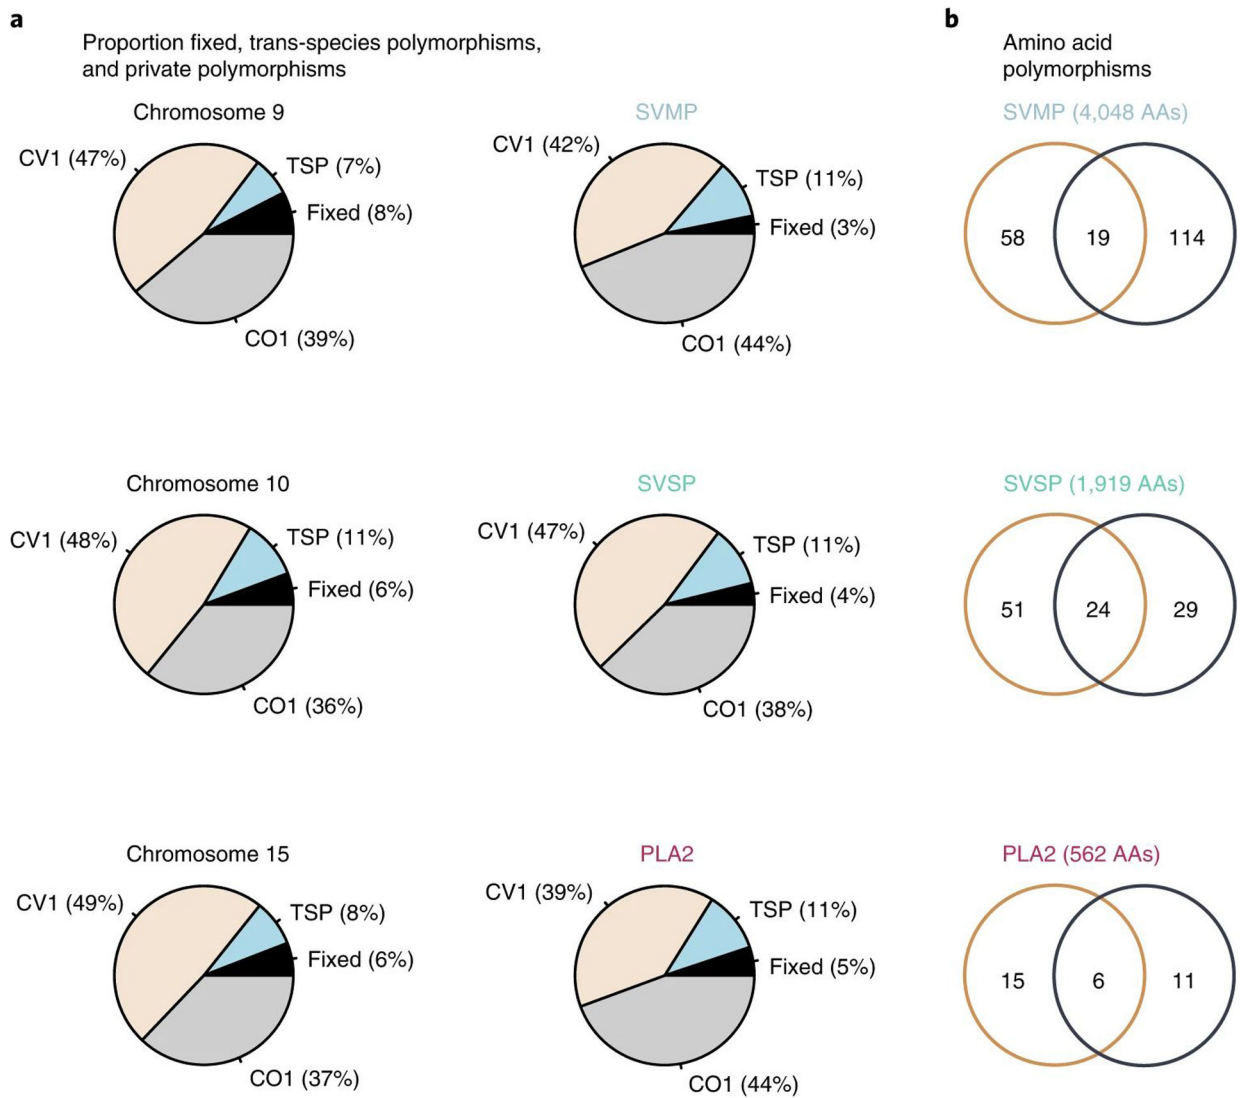 a
Proportion fixed, trans-species polymorphisms,
and private polymorphisms
Chromosome 9
CV1 (47%)
TSP (7%)
Fixed (8%)
CO1 (39%)
SVMP
CV1 (42%)
TSP (11%)
Fixed (3%)
CO1 (44%)
Chromosome 10
CV1 (48%)
TSP (11%)
Fixed (6%)
CO1 (36%)
SVSP
CV1 (47%)
TSP (11%)
Fixed (4%)
CO1 (38%)
Chromosome 15
CV1 (49%)
TSP (8%)
Fixed (6%)
CO1 (37%)
PLA2
CV1 (39%)
TSP (11%)
Fixed (5%)
CO1 (44%)
b
Amino acid
polymorphisms
SVMP (4,048 AAs)
58 19 114
SVSP (1,919 AAs)
51 24 29
PLA2 (562 AAs)
15 6 11